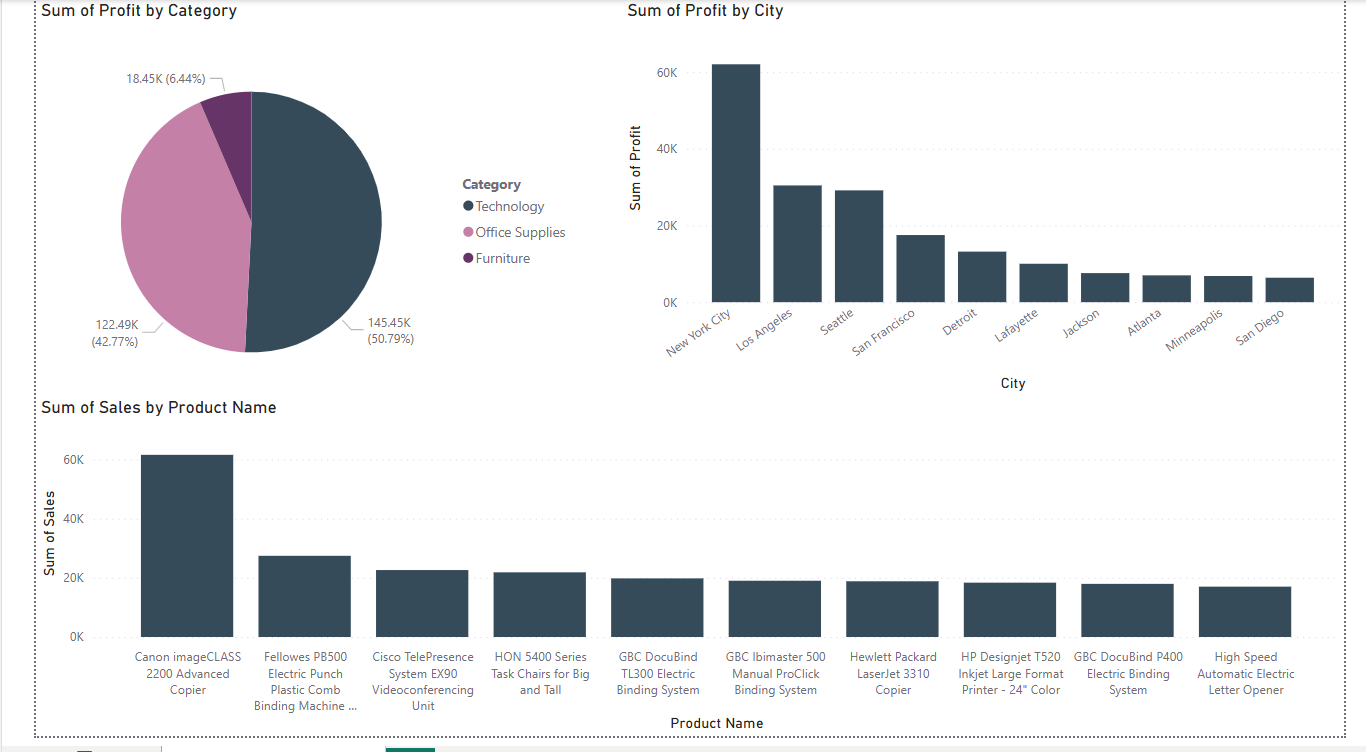 Sum of Profit by Category
18.45K (6.44%)
122.49K
(42.77%)
145.45K
(50.79%)
Category
Technology
Office Supplies
Furniture
Sum of Profit by City
Sum of Profit
60K
40K
20K
0K
New York City
Los Angeles
Seattle
San Francisco
Detroit
Lafayette
Jackson
Atlanta
Minneapolis
San Diego
City
Sum of Sales by Product Name
Sum of Sales
60K
40K
20K
0K
Canon imageCLASS
2200 Advanced
Copier
Fellowes PB500
Electric Punch
Plastic Comb
Binding Machine ...
Cisco TelePresence
System EX90
Videoconferencing
Unit
HON 5400 Series
Task Chairs for Big
and Tall
GBC DocuBind
TL300 Electric
Binding System
GBC Ibimaster 500
Manual ProClick
Binding System
Hewlett Packard
LaserJet 3310
Copier
HP Designjet T520
Inkjet Large Format
Printer - 24" Color
GBC DocuBind P400
Electric Binding
System
High Speed
Automatic Electric
Letter Opener
Product Name